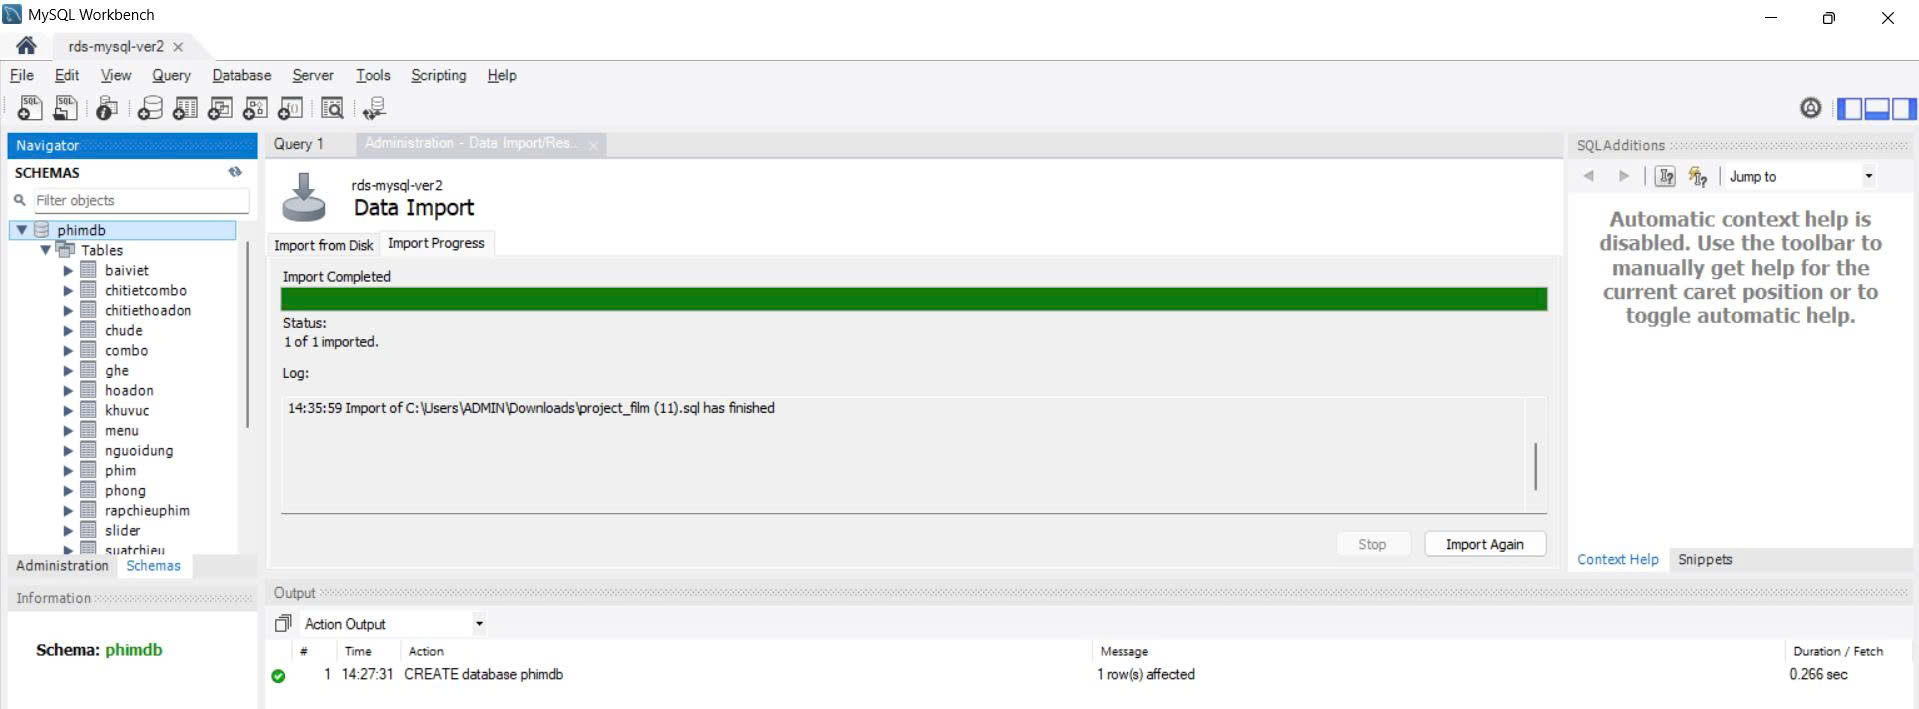 MySQL Workbench
rds-mysql-ver2
File Edit View Query Database Server Tools Scripting Help
Navigator
SCHEMAS
Filter objects
phimdb
Tables
baiviet
chitietcombo
chitiethoadon
chude
combo
ghe
hoadon
khuvuc
menu
nguoidung
phim
phong
rapchieuphim
slider
suatchieu
Administration Schemas
Information
Schema: phimdb
Query 1 Administration - Data Import/Res...
rds-mysql-ver2
Data Import
Import from Disk Import Progress
Import Completed
Status:
1 of 1 imported.
Log:
14:35:59 Import of C:\Users\ADMIN\Downloads\project_film (11).sql has finished
Stop Import Again
Output
Action Output
# Time Action Message Duration / Fetch
1 14:27:31 CREATE database phimdb 1 row(s) affected 0.266 sec
SQLAdditions
Jump to
Automatic context help is
disabled. Use the toolbar to
manually get help for the
current caret position or to
toggle automatic help.
Context Help Snippets